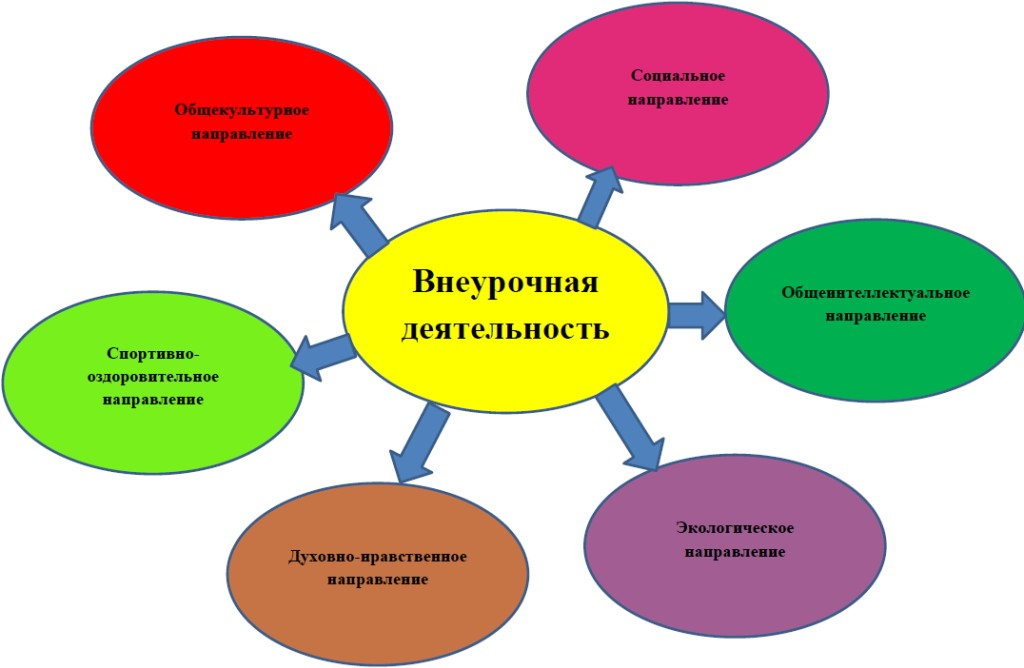 Социальное
направление
Общекультурное
направление
Внеурочная
деятельность
Общеинтеллектуальное
направление
Спортивно-
оздоровительное
направление
Экологическое
направление
Духовно-нравственное
направление